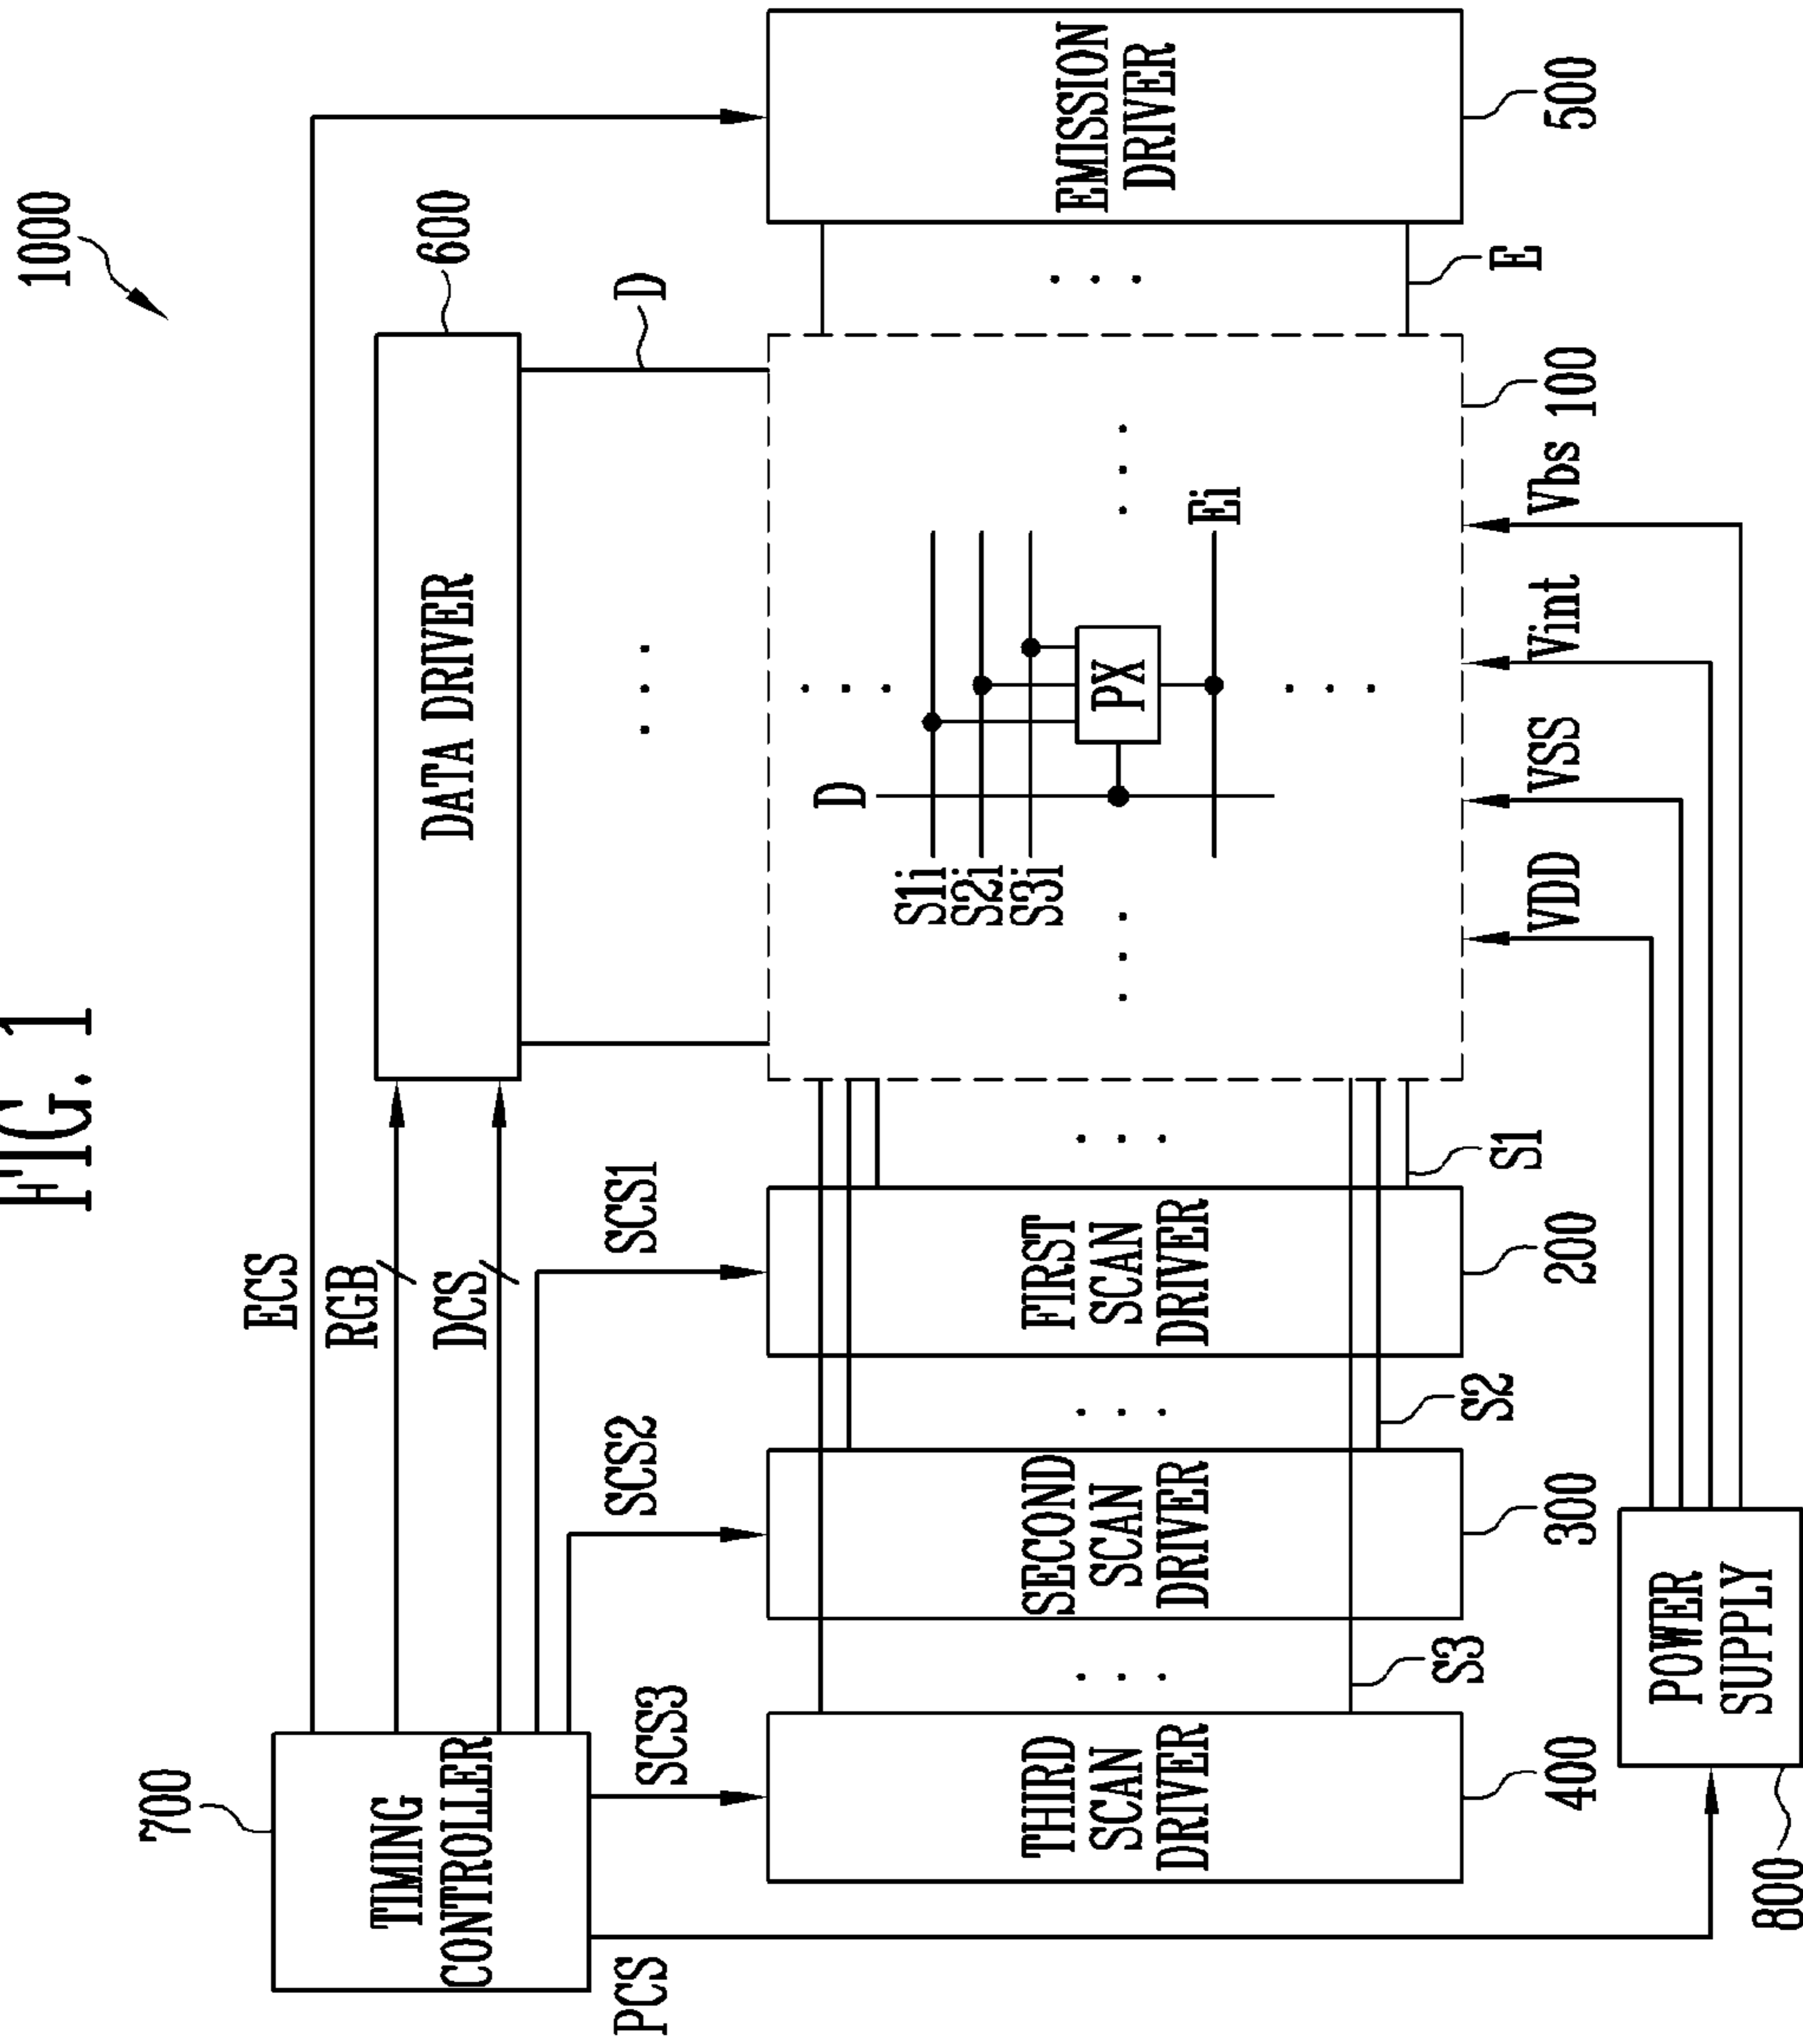 FIG. 1
1000
700
TIMING
CONTROLLER
ECS
RGB
DCS
DATA DRIVER
600
SCS3
SCS2
SCS1
D
PCS
THIRD
SCAN
DRIVER
SECOND
SCAN
DRIVER
FIRST
SCAN
DRIVER
D
S1i
S2i
S3i
PX
Ei
EMISSION
DRIVER
S3
S2
S1
E
400
300
200
100
500
VDD
VSS
Vint
Vbs
POWER
SUPPLY
800